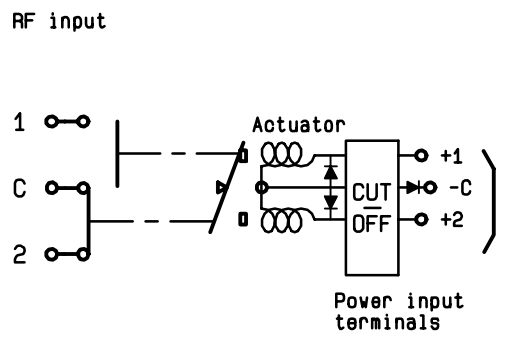 RF input
1
Actuator
+1
C
CUT
-C
OFF
+2
2
Power input
terminals